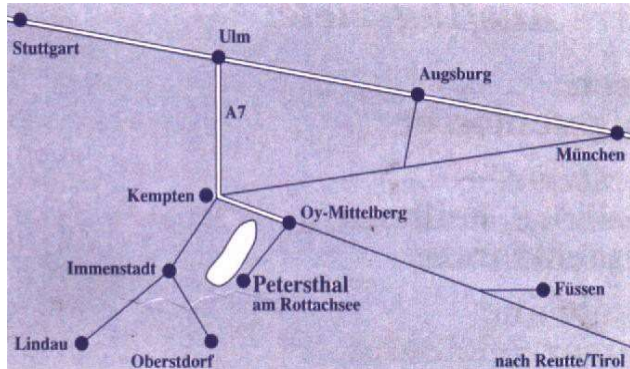 Stuttgart
Ulm
Augsburg
A7
München
Kempten
Oy-Mittelberg
Immenstadt
Petersthal
am Rottachsee
Füssen
Lindau
Oberstdorf
nach Reutte/Tirol